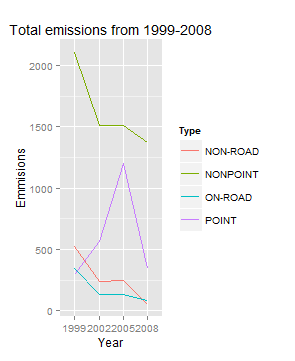 Total emissions from 1999-2008
2000
1500
1000
500
0
Emmisions
1999 2002 2005 2008
Year
Type
NON-ROAD
NONPOINT
ON-ROAD
POINT